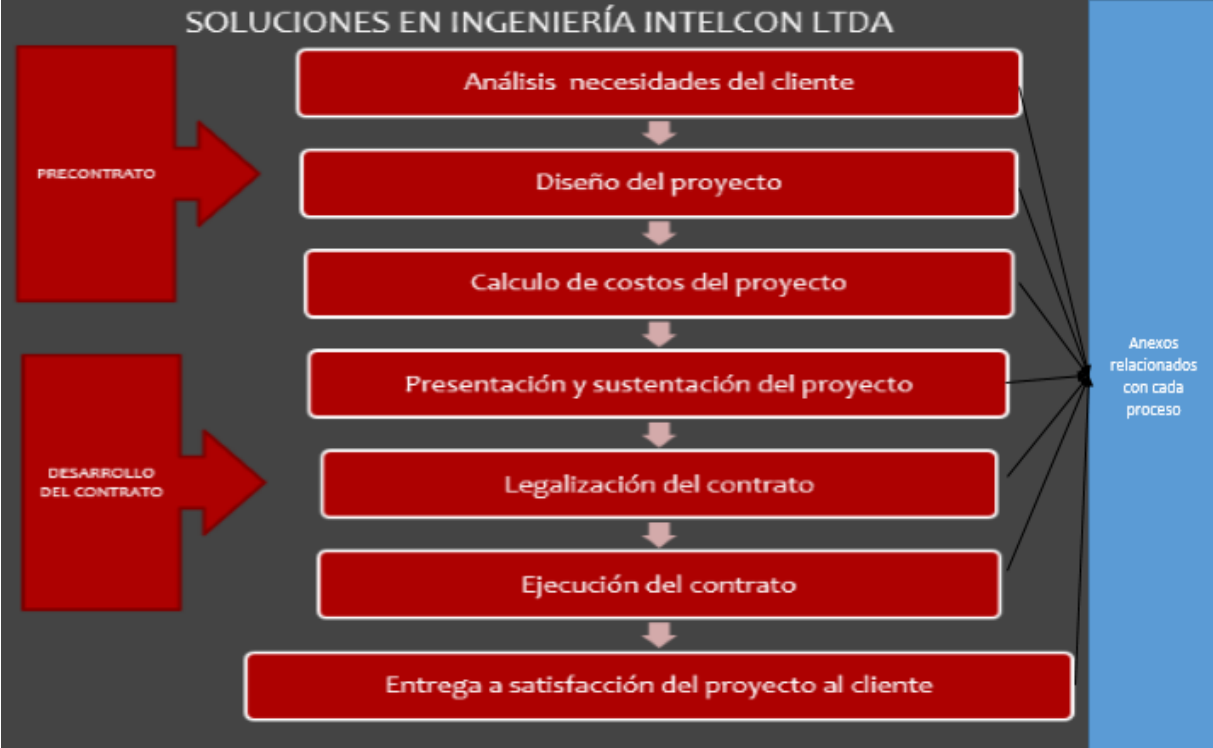 SOLUCIONES EN INGENIERÍA INTELCON LTDA
PRECONTRATO
Análisis necesidades del cliente
Diseño del proyecto
Calculo de costos del proyecto
DESARROLLO
DEL CONTRATO
Presentación y sustentación del proyecto
Legalización del contrato
Ejecución del contrato
Entrega a satisfacción del proyecto al cliente
Anexos
relacionados
con cada
proceso